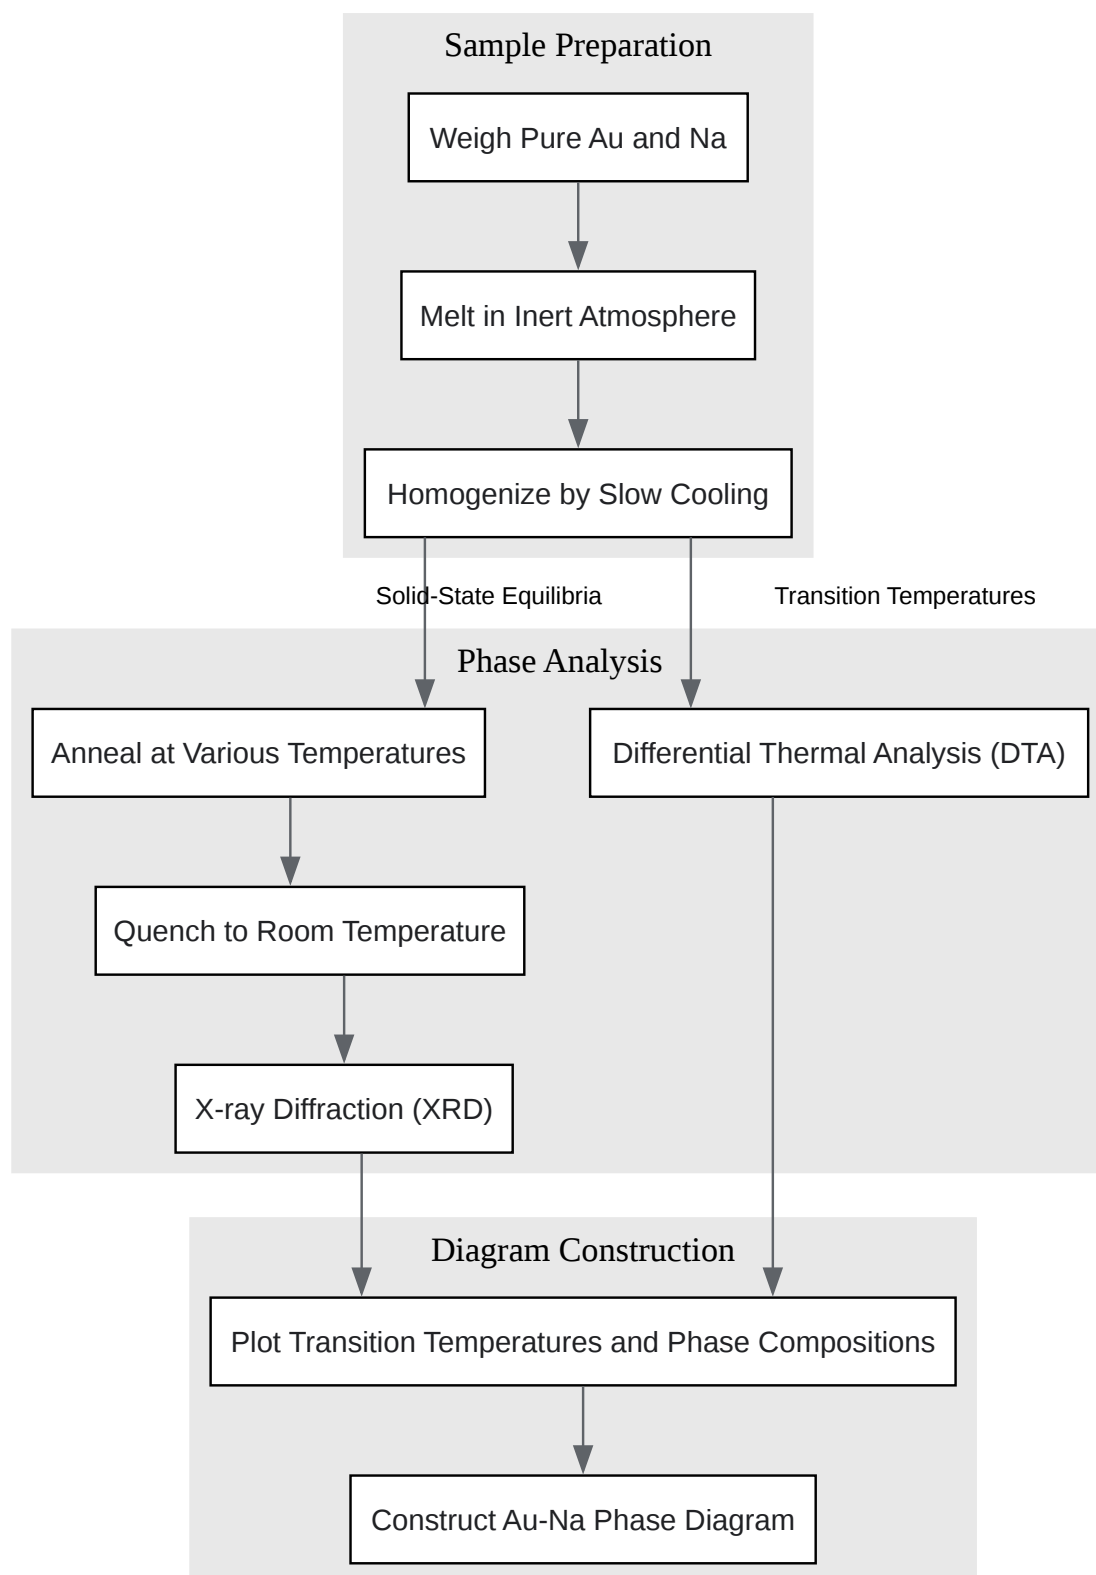 Sample Preparation
Weigh Pure Au and Na
Melt in Inert Atmosphere
Homogenize by Slow Cooling
Solid-State Equilibria
Transition Temperatures
Phase Analysis
Anneal at Various Temperatures
Differential Thermal Analysis (DTA)
Quench to Room Temperature
X-ray Diffraction (XRD)
Diagram Construction
Plot Transition Temperatures and Phase Compositions
Construct Au-Na Phase Diagram